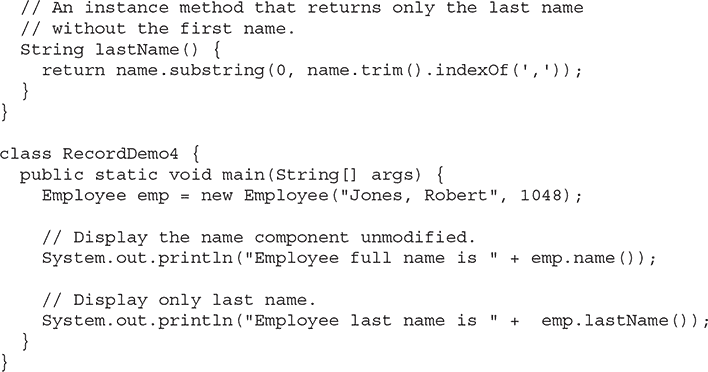 // An instance method that returns only the last name
  // without the first name.
  String lastName() {
    return name.substring(0, name.trim().indexOf(','));
  }
}

class RecordDemo4 {
  public static void main(String[] args) {
    Employee emp = new Employee("Jones, Robert", 1048);

    // Display the name component unmodified.
    System.out.println("Employee full name is " + emp.name());

    // Display only last name.
    System.out.println("Employee last name is " +  emp.lastName());
  }
}